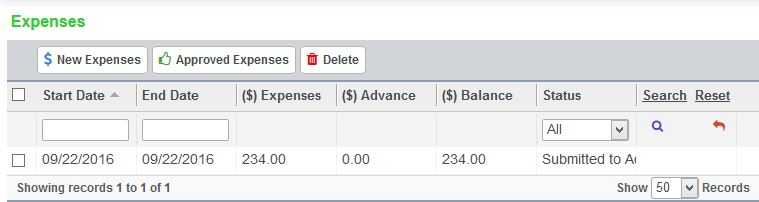 Expenses
$ New Expenses Approved Expenses Delete
Start Date End Date ($) Expenses ($) Advance ($) Balance Status Search Reset
All
09/22/2016 09/22/2016 234.00 0.00 234.00 Submitted to
Showing records 1 to 1 of 1 Show 50 Records